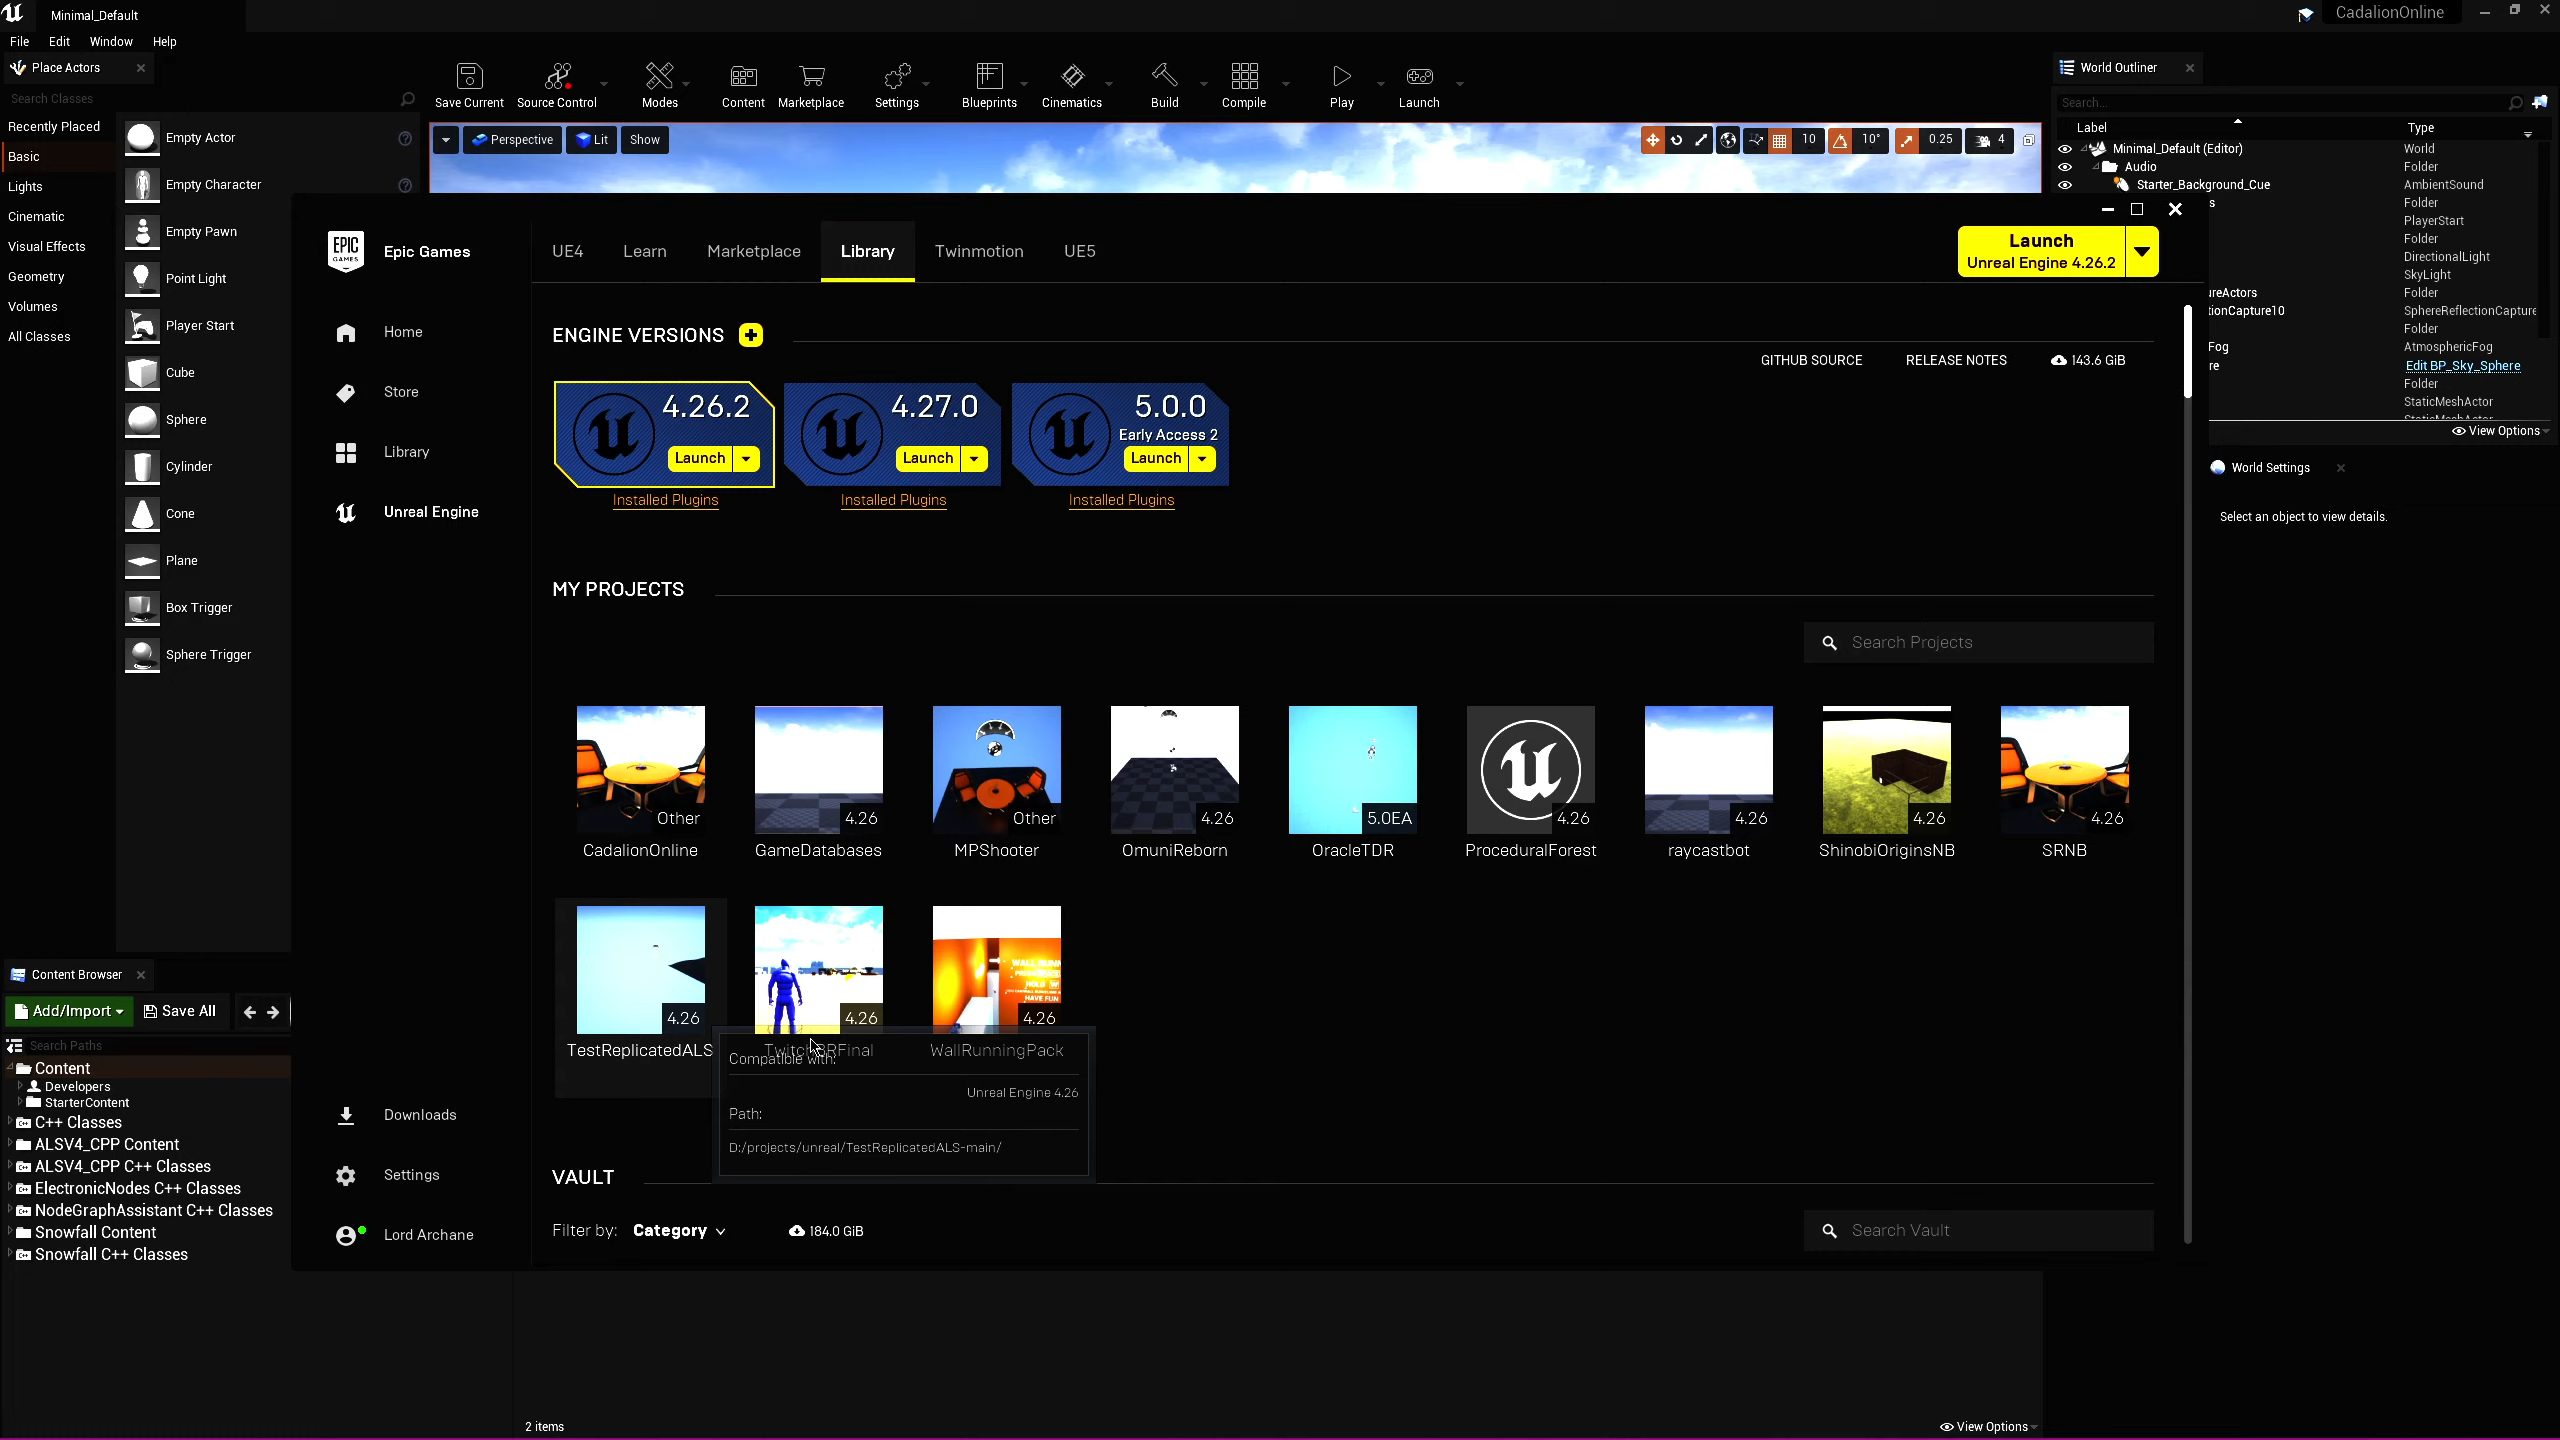 Minimal_Default
CadalionOnline
File Edit Window Help
Place Actors
Search Classes
Recently Placed
Basic
Lights
Cinematic
Visual Effects
Geometry
Volumes
All Classes
Empty Actor
Empty Character
Empty Pawn
Point Light
Player Start
Cube
Sphere
Cylinder
Cone
Plane
Box Trigger
Sphere Trigger
Save Current Source Control Modes Content Marketplace Settings Blueprints Cinematics Build Compile Play Launch
Perspective Lit Show
10 10° 0.25 4
World Outliner
Search...
Label Type
Minimal_Default (Editor) World
Audio Folder
Starter_Background_Cue AmbientSound
s Folder
PlayerStart
Folder
DirectionalLight
SkyLight
ureActors Folder
tionCapture10 SphereReflectionCapture
Folder
Fog AtmosphericFog
re Edit BP_Sky_Sphere
Folder
StaticMeshActor
StaticMeshActor
View Options
World Settings
Select an object to view details.
EPIC GAMES
Epic Games
Home
Store
Library
Unreal Engine
Downloads
Settings
Lord Archane
UE4 Learn Marketplace Library Twinmotion UE5
Launch
Unreal Engine 4.26.2
ENGINE VERSIONS
GITHUB SOURCE RELEASE NOTES 143.6 GiB
4.26.2
Launch
Installed Plugins
4.27.0
Launch
Installed Plugins
5.0.0
Early Access 2
Launch
Installed Plugins
MY PROJECTS
Search Projects
Other 4.26 Other 4.26 5.0EA 4.26 4.26 4.26 4.26
CadalionOnline GameDatabases MPShooter OmuniReborn OracleTDR ProceduralForest raycastbot ShinobiOriginsNB SRNB
4.26 4.26 4.26
TestReplicatedALS TwitchBRFinal WallRunningPack
Compatible with:
Unreal Engine 4.26
Path:
D:/projects/unreal/TestReplicatedALS-main/
VAULT
Filter by: Category 184.0 GiB
Search Vault
Content Browser
Add/Import Save All
Search Paths
Content
Developers
StarterContent
C++ Classes
ALSV4_CPP Content
ALSV4_CPP C++ Classes
ElectronicNodes C++ Classes
NodeGraphAssistant C++ Classes
Snowfall Content
Snowfall C++ Classes
2 items
View Options